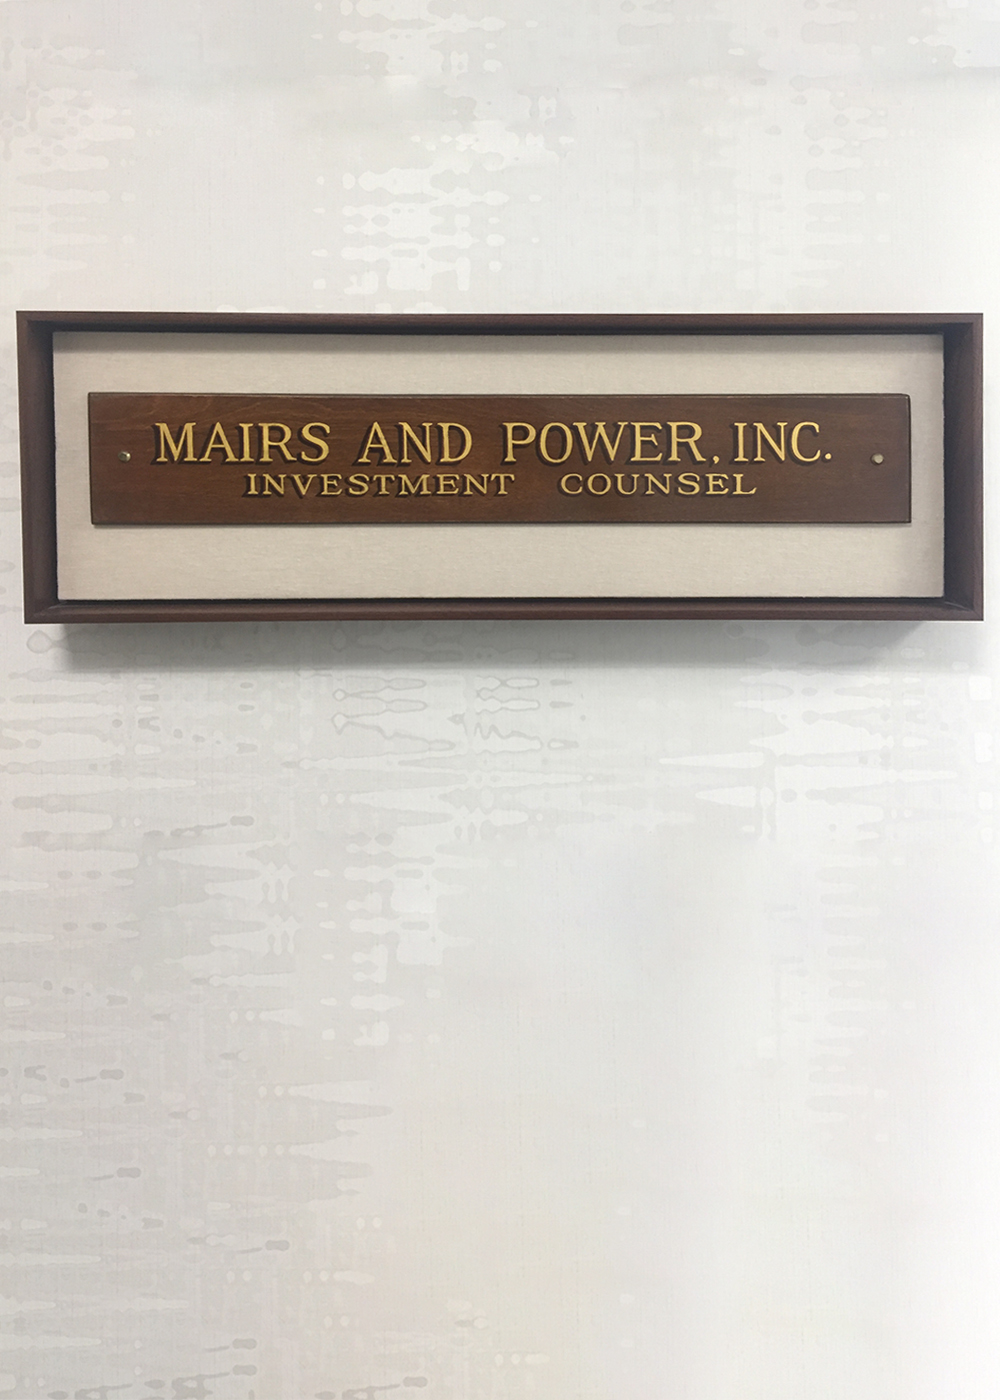 MAIRS AND POWER, INC.
INVESTMENT COUNSEL